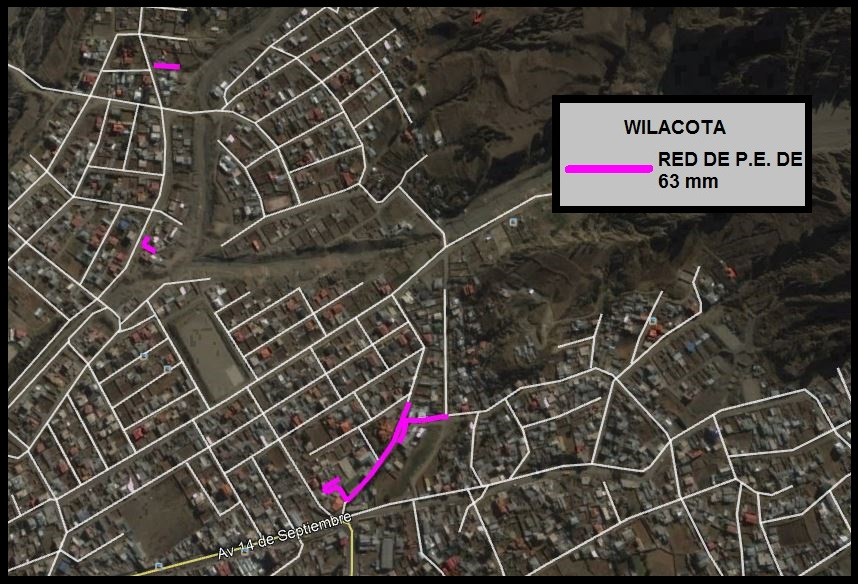 WILACOTA
RED DE P.E. DE
63 mm
Av 14 de Septiembre